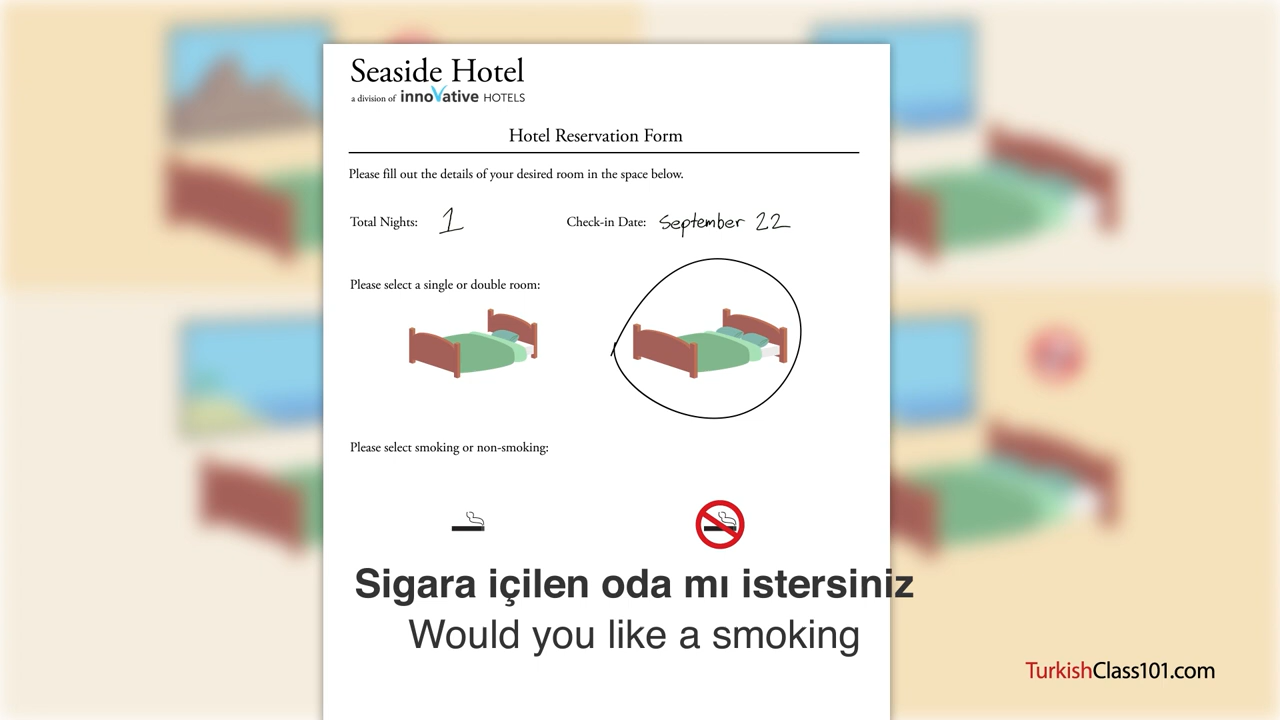 Seaside Hotel
a division of innovative HOTELS
Hotel Reservation Form
Please fill out the details of your desired room in the space below.
Total Nights: 1 Check-in Date: September 22
Please select a single or double room:
Please select smoking or non-smoking:
Sigara içilen oda mı istersiniz
Would you like a smoking
TurkishClass101.com